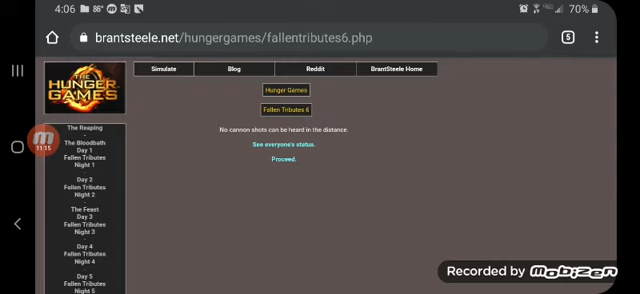 4:06
86°
70%
brantsteele.net/hungergames/fallentributes6.php
5
THE HUNGER GAMES
Simulate
Blog
Reddit
BrantSteele Home
Hunger Games
Fallen Tributes 6
No cannon shots can be heard in the distance.
See everyone's status.
Proceed.
The Reaping
-
The Bloodbath
Day 1
Fallen Tributes
Night 1
Day 2
Fallen Tributes
Night 2
The Feast
Day 3
Fallen Tributes
Night 3
Day 4
Fallen Tributes
Night 4
Day 5
Fallen Tributes
Night 5
11:15
Recorded by Mobizen